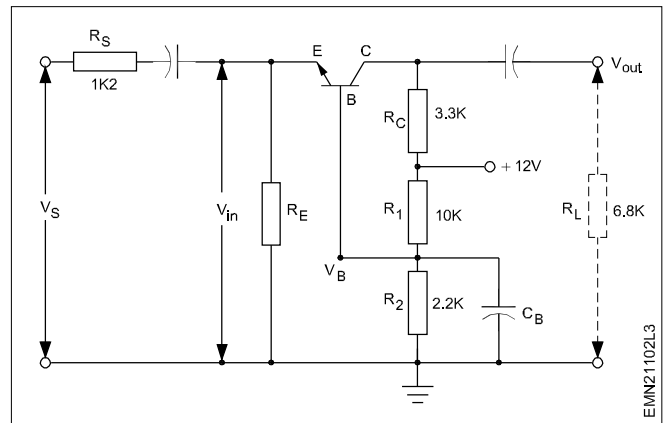 R_S
1K2
E
C
B
V_out
R_C
3.3K
+ 12V
V_S
V_in
R_E
R_1
10K
R_L
6.8K
V_B
R_2
2.2K
C_B
EMN21102L3